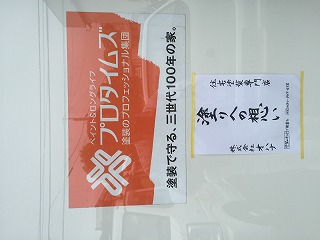 ペイント&ロングライフ
プロタイムズ
塗装のプロフェッショナル集団
塗装で守る、三世代100年の家。
住宅塗装専門店
塗りへの想い
株式会社オハナ